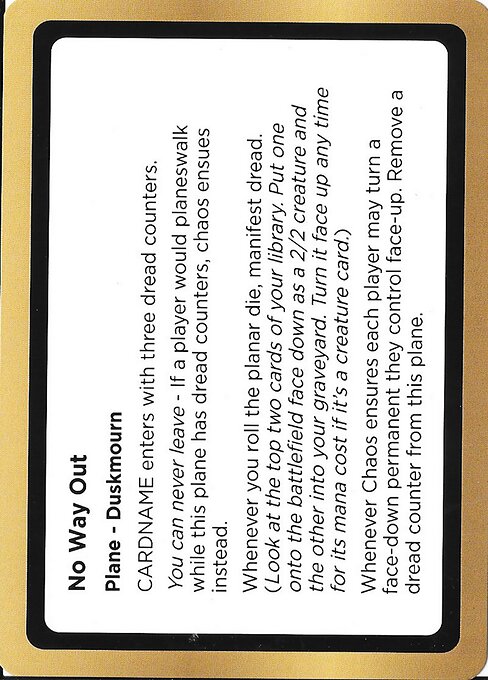 No Way Out
Plane - Duskmourn
CARDNAME enters with three dread counters.
You can never leave - If a player would planeswalk
while this plane has dread counters, chaos ensues
instead.
Whenever you roll the planar die, manifest dread.
(Look at the top two cards of your library. Put one
onto the battlefield face down as a 2/2 creature and
the other into your graveyard. Turn it face up any time
for its mana cost if it's a creature card.)
Whenever Chaos ensures each player may turn a
face-down permanent they control face-up. Remove a
dread counter from this plane.